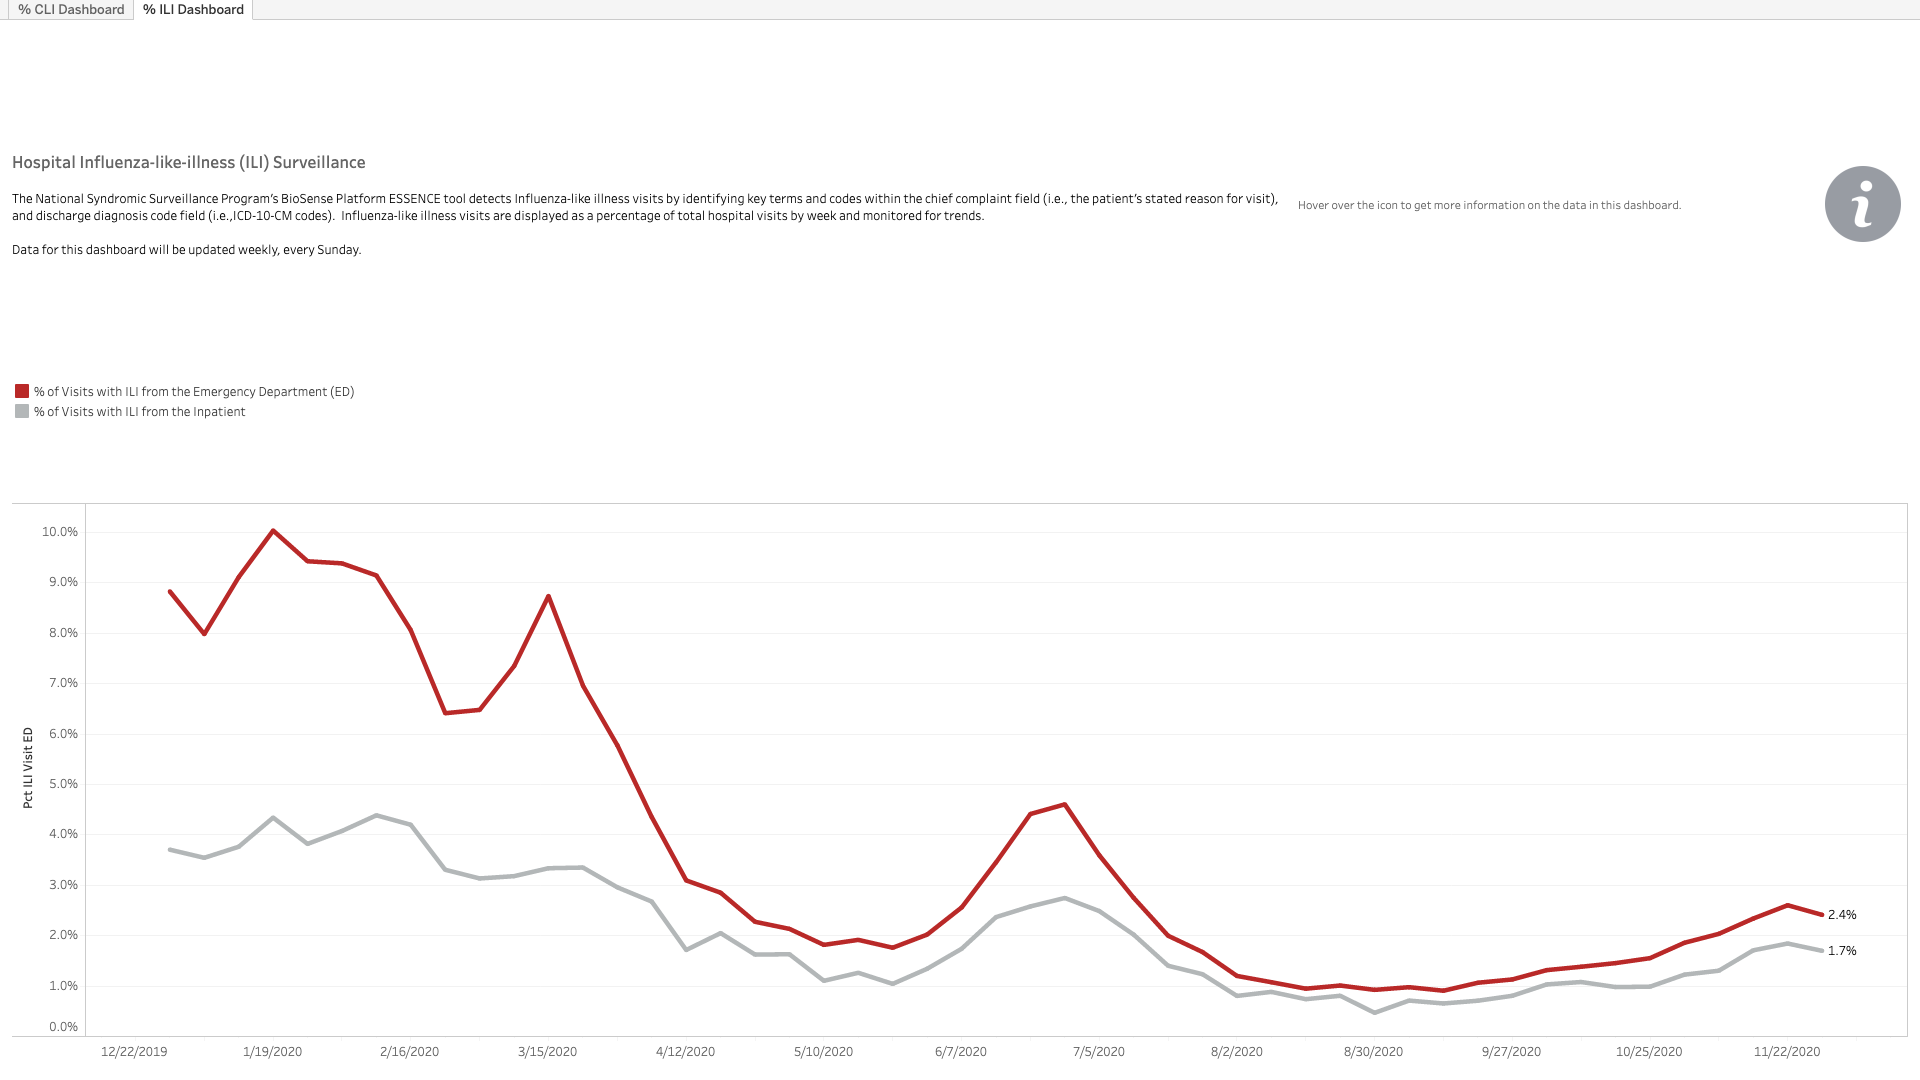 % CLI Dashboard
% ILI Dashboard
Hospital Influenza-like-illness (ILI) Surveillance
The National Syndromic Surveillance Program's BioSense Platform ESSENCE tool detects Influenza-like illness visits by identifying key terms and codes within the chief complaint field (i.e., the patient's stated reason for visit),
and discharge diagnosis code field (i.e.,ICD-10-CM codes).  Influenza-like illness visits are displayed as a percentage of total hospital visits by week and monitored for trends.
Data for this dashboard will be updated weekly, every Sunday.
Hover over the icon to get more information on the data in this dashboard.
i
% of Visits with ILI from the Emergency Department (ED)
% of Visits with ILI from the Inpatient
Pct ILI Visit ED
10.0%
9.0%
8.0%
7.0%
6.0%
5.0%
4.0%
3.0%
2.0%
1.0%
0.0%
2.4%
1.7%
12/22/2019
1/19/2020
2/16/2020
3/15/2020
4/12/2020
5/10/2020
6/7/2020
7/5/2020
8/2/2020
8/30/2020
9/27/2020
10/25/2020
11/22/2020